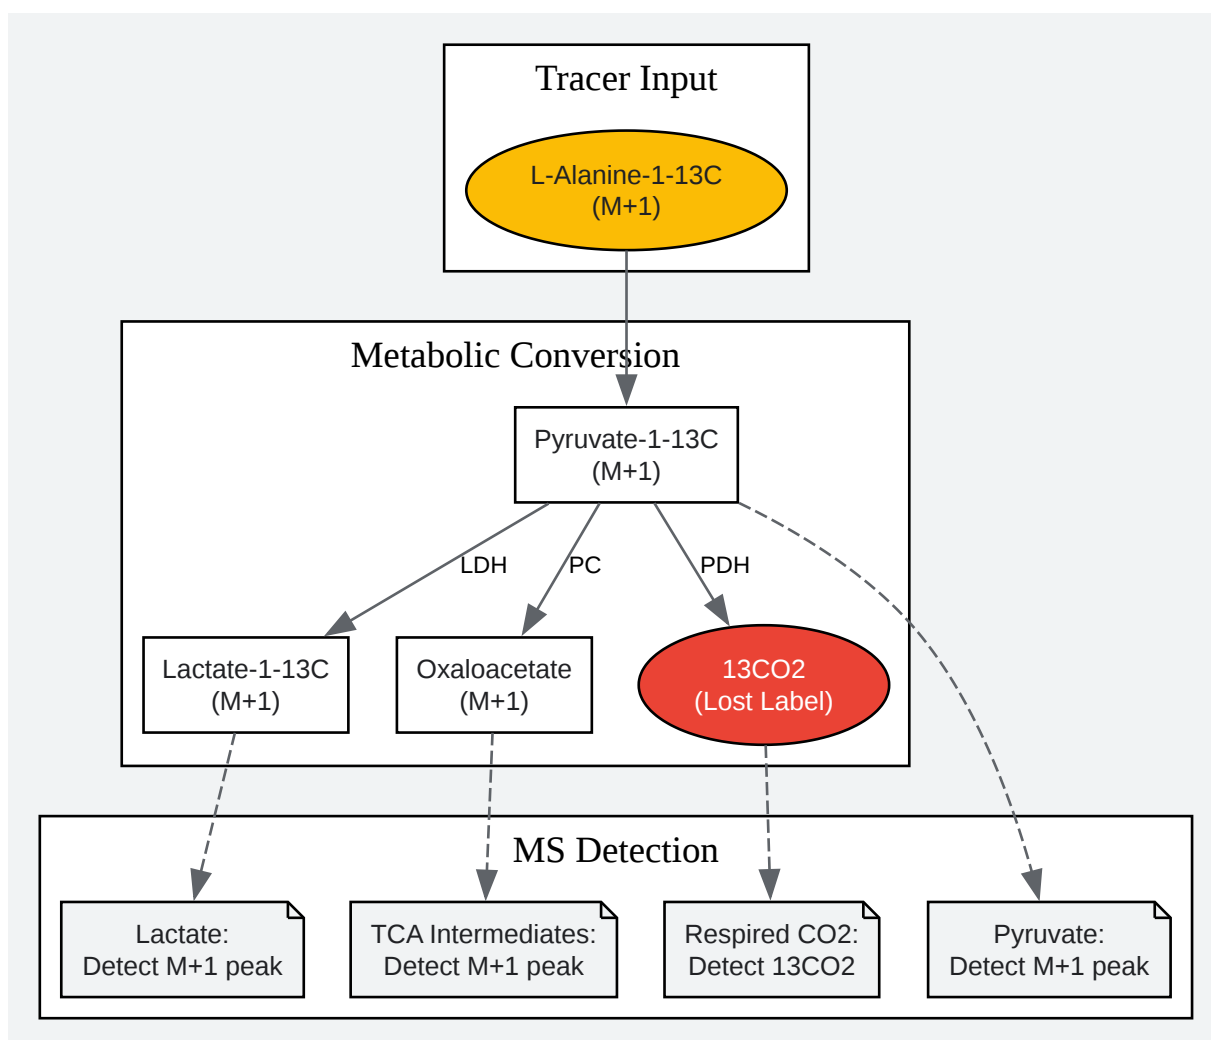 Tracer Input
L-Alanine-1-13C
(M+1)
Metabolic Conversion
Pyruvate-1-13C
(M+1)
LDH
PC
PDH
Lactate-1-13C
(M+1)
Oxaloacetate
(M+1)
13CO2
(Lost Label)
MS Detection
Lactate:
Detect M+1 peak
TCA Intermediates:
Detect M+1 peak
Respired CO2:
Detect 13CO2
Pyruvate:
Detect M+1 peak